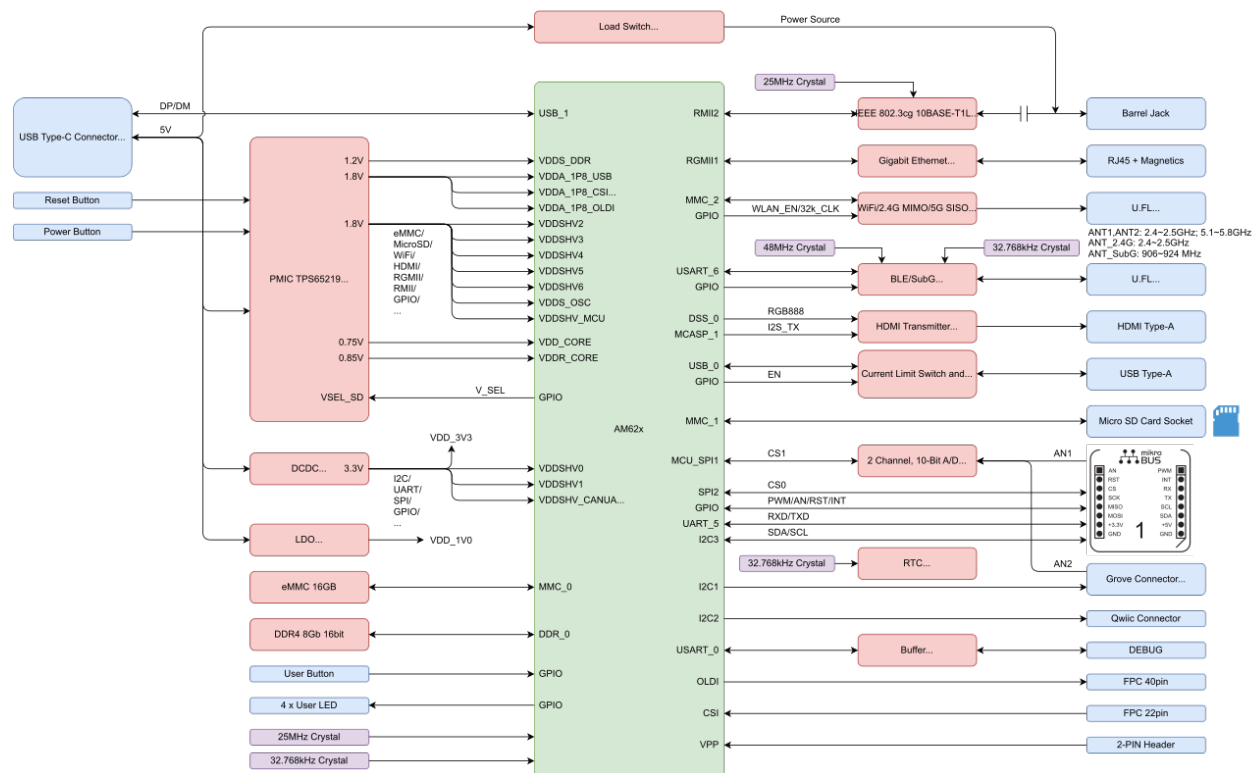 Load Switch...
Power Source
25MHz Crystal
USB Type-C Connector...
DP/DM
5V
USB_1
RMII2
IEEE 802.3cg 10BASE-T1L...
Barrel Jack
PMIC TPS65219...
1.2V
1.8V
1.8V
0.75V
0.85V
VSEL_SD
V_SEL
Reset Button
Power Button
VDDS_DDR
VDDA_1P8_USB
VDDA_1P8_CSI...
VDDA_1P8_OLDI
VDDSHV2
VDDSHV3
VDDSHV4
VDDSHV5
VDDSHV6
VDDS_OSC
VDDSHV_MCU
VDD_CORE
VDDR_CORE
GPIO
eMMC/
MicroSD/
WiFi/
HDMI/
RGMII/
RMII/
GPIO/
...
AM62x
RGMII1
Gigabit Ethernet...
RJ45 + Magnetics
MMC_2
GPIO
WLAN_EN/32k_CLK
WiFi/2.4G MIMO/5G SISO...
U.FL...
ANT1,ANT2: 2.4~2.5GHz; 5.1~5.8GHz
ANT_2.4G: 2.4~2.5GHz
ANT_SubG: 906~924 MHz
48MHz Crystal
32.768kHz Crystal
USART_6
GPIO
BLE/SubG...
U.FL...
DSS_0
RGB888
MCASP_1
I2S_TX
HDMI Transmitter...
HDMI Type-A
USB_0
GPIO
EN
Current Limit Switch and...
USB Type-A
MMC_1
Micro SD Card Socket
DCDC...
3.3V
VDD_3V3
VDDSHV0
VDDSHV1
VDDSHV_CANUA...
I2C/
UART/
SPI/
GPIO/
...
LDO...
VDD_1V0
MCU_SPI1
CS1
2 Channel, 10-Bit A/D...
AN1
SPI2
CS0
GPIO
PWM/AN/RST/INT
UART_5
RXD/TXD
I2C3
SDA/SCL
mikro
BUS
AN PWM
RST INT
CS RX
SCK TX
MISO SCL
MOSI SDA
+3.3V +5V
GND GND
1
32.768kHz Crystal
RTC...
AN2
Grove Connector...
I2C1
eMMC 16GB
MMC_0
I2C2
Qwiic Connector
DDR4 8Gb 16bit
DDR_0
USART_0
Buffer...
DEBUG
User Button
GPIO
OLDI
FPC 40pin
4 x User LED
GPIO
CSI
FPC 22pin
25MHz Crystal
VPP
2-PIN Header
32.768kHz Crystal